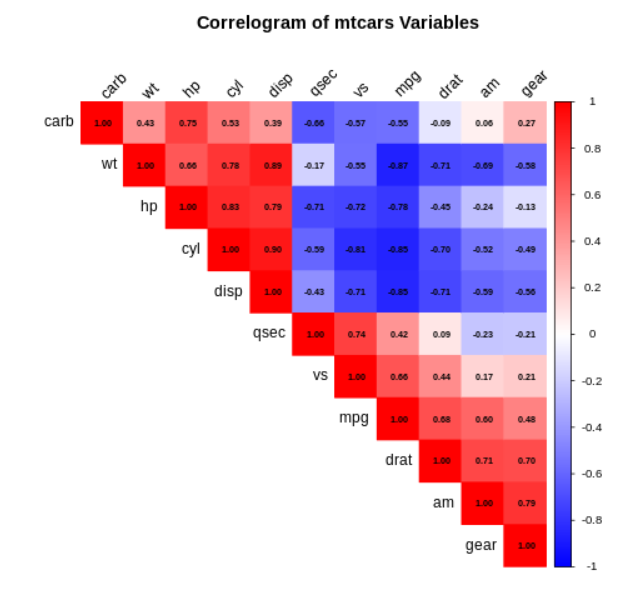 Correlogram of mtcars Variables
carb wt hp cyl disp qsec vs mpg drat am gear
carb 1.00 0.43 0.75 0.53 0.39 -0.66 -0.57 -0.55 -0.09 0.06 0.27
wt 1.00 0.66 0.78 0.89 -0.17 -0.55 -0.87 -0.71 -0.69 -0.58
hp 1.00 0.83 0.79 -0.71 -0.72 -0.78 -0.45 -0.24 -0.13
cyl 1.00 0.90 -0.59 -0.81 -0.85 -0.70 -0.52 -0.49
disp 1.00 -0.43 -0.71 -0.85 -0.71 -0.59 -0.56
qsec 1.00 0.74 0.42 0.09 -0.23 -0.21
vs 1.00 0.66 0.44 0.17 0.21
mpg 1.00 0.68 0.60 0.48
drat 1.00 0.71 0.70
am 1.00 0.79
gear 1.00
1
0.8
0.6
0.4
0.2
0
-0.2
-0.4
-0.6
-0.8
-1